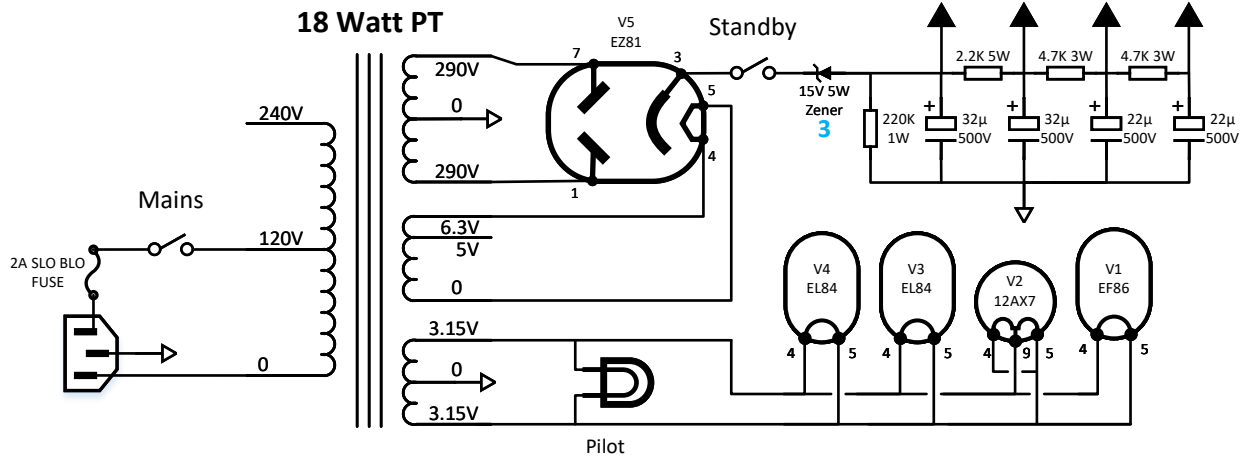 18 Watt PT
V5
EZ81
Standby
7
3
5
4
1
290V
0
290V
240V
Mains
120V
2A SLO BLO
FUSE
0
6.3V
5V
0
3.15V
0
3.15V
Pilot
15V 5W
Zener
3
220K
1W
2.2K 5W
4.7K 3W
4.7K 3W
+
32µ
500V
+
32µ
500V
+
22µ
500V
+
22µ
500V
V4
EL84
4
5
V3
EL84
4
5
V2
12AX7
4
9
5
V1
EF86
4
5